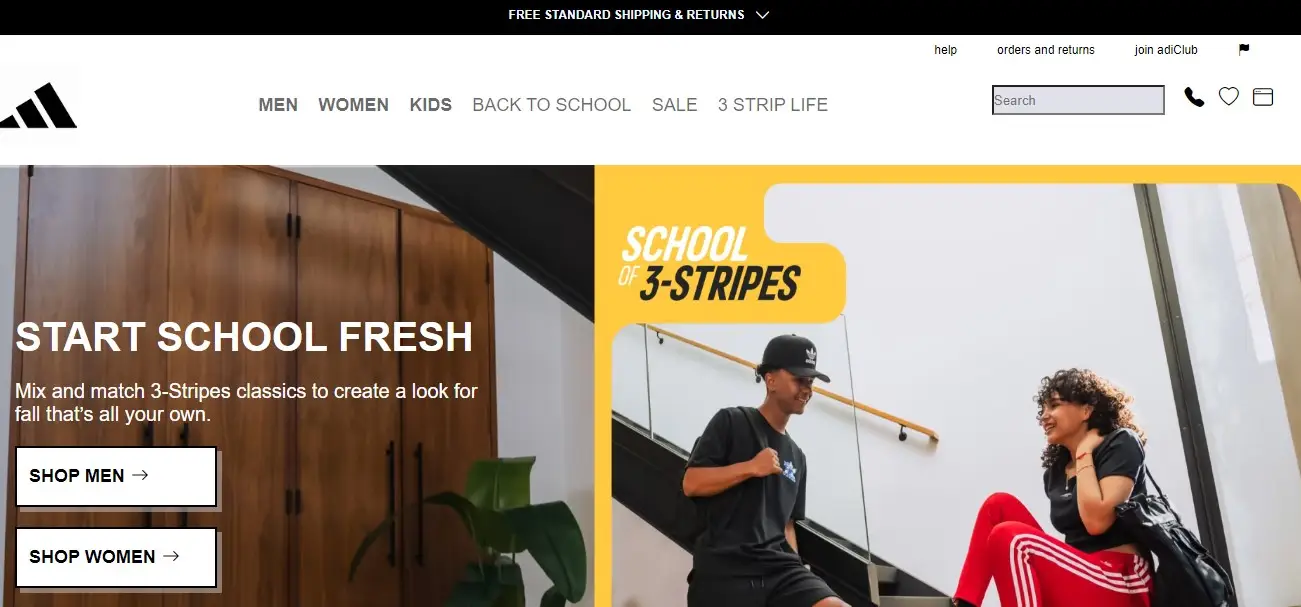 FREE STANDARD SHIPPING & RETURNS
help orders and returns join adiClub
MEN WOMEN KIDS BACK TO SCHOOL SALE 3 STRIP LIFE
Search
SCHOOL
OF 3-STRIPES
START SCHOOL FRESH
Mix and match 3-Stripes classics to create a look for
fall that's all your own.
SHOP MEN →
SHOP WOMEN →